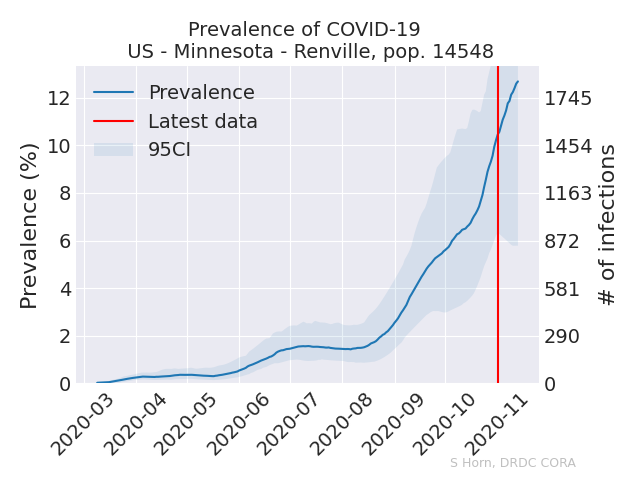 Prevalence of COVID-19
US - Minnesota - Renville, pop. 14548
Prevalence
Latest data
95CI
Prevalence (%)
12
10
8
6
4
2
0
1745
1454
1163
872
581
290
0
# of infections
2020-03
2020-04
2020-05
2020-06
2020-07
2020-08
2020-09
2020-10
2020-11
S Horn, DRDC CORA